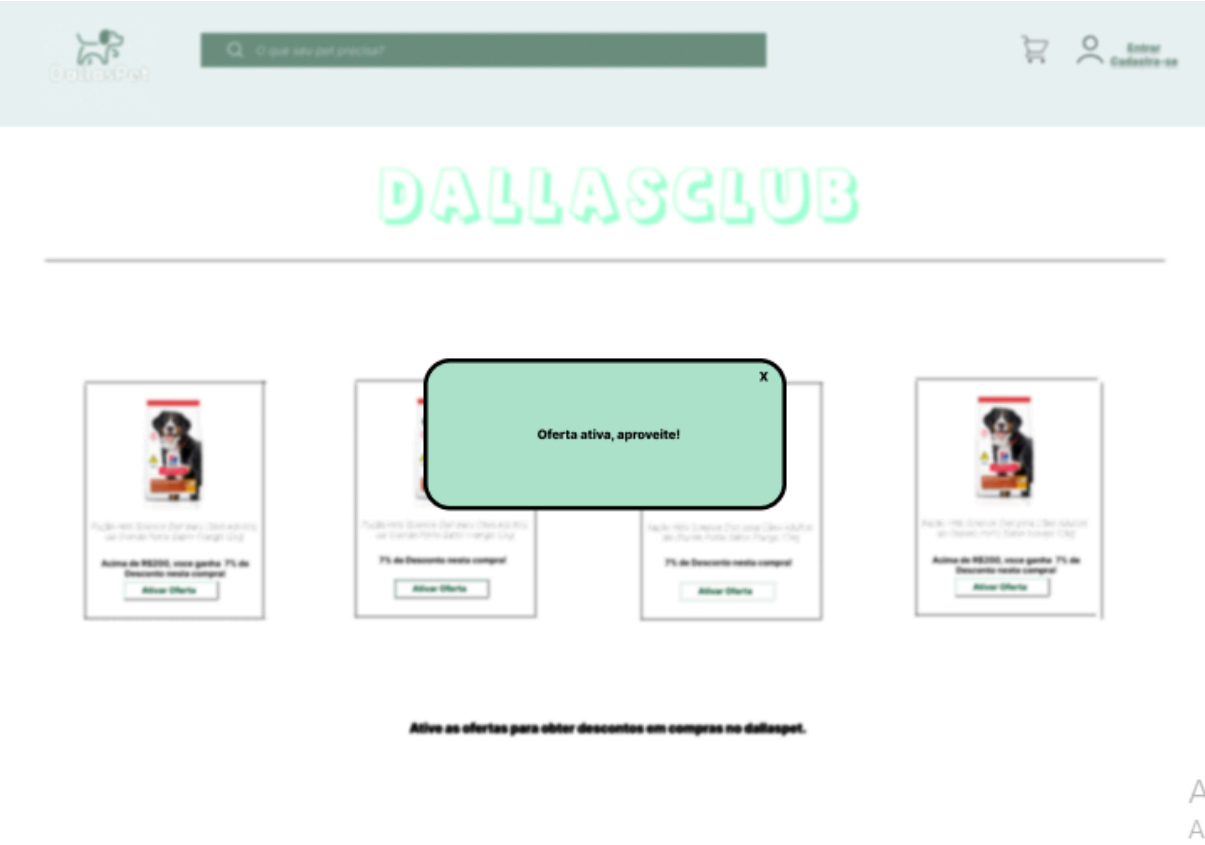 DallasPet
O que seu pet precisa?
Entrar
Cadastre-se
DALLASCLUB
X
Oferta ativa, aproveite!
Acima de R$200, voce ganha 7% de
Desconto nesta compra!
Ativar Oferta
7% de Desconto nesta compra!
Ativar Oferta
7% de Desconto nesta compra!
Ativar Oferta
Acima de R$200, voce ganha 7% de
Desconto nesta compra!
Ativar Oferta
Ative as ofertas para obter descontos em compras no dallaspet.
A
A